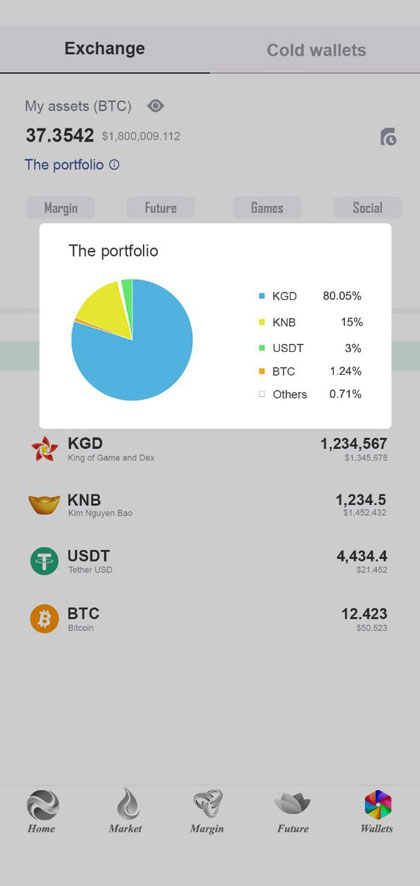 Exchange
Cold wallets
My assets (BTC)
37.3542 $1,800,009.112
The portfolio
Margin
Future
Games
Social
The portfolio
KGD 80.05%
KNB 15%
USDT 3%
BTC 1.24%
Others 0.71%
KGD 1,234,567
King of Game and Dex $1,345,678
KNB 1,234.5
Kim Nguyen Bao $1,452,432
USDT 4,434.4
Tether USD $21,452
BTC 12.423
Bitcoin $50,523
Home
Market
Margin
Future
Wallets